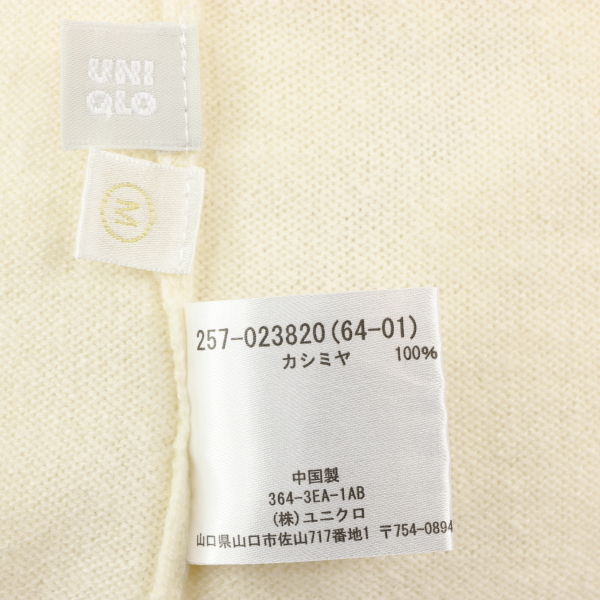 UNI
QLO
M
257-023820(64-01)
カシミヤ 100%
中国製
364-3EA-1AB
(株)ユニクロ
山口県山口市佐山717番地1 〒754-0894